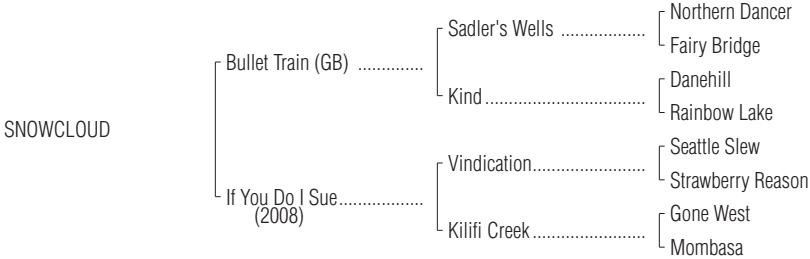 Northern Dancer
Sadler's Wells ..................
Fairy Bridge
Bullet Train (GB) ..............
Danehill
Kind ................................
Rainbow Lake
SNOWCLOUD
Seattle Slew
Vindication.......................
Strawberry Reason
If You Do I Sue..................
(2008)
Gone West
Kilifi Creek .......................
Mombasa